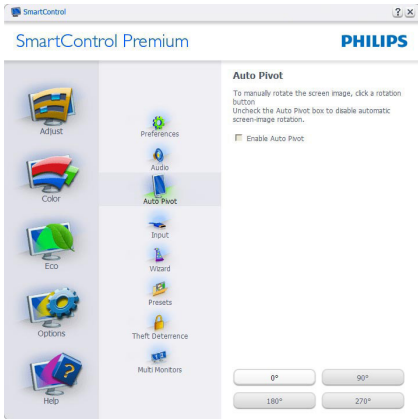 SmartControl
? ×
SmartControl Premium
PHILIPS
Adjust
Color
Eco
Options
Help
Preferences
Audio
Auto Pivot
Input
Wizard
Presets
Theft Deterrence
Multi Monitors
Auto Pivot
To manually rotate the screen image, click a rotation
button
Uncheck the Auto Pivot box to disable automatic
screen-image rotation.
Enable Auto Pivot
0°
90°
180°
270°